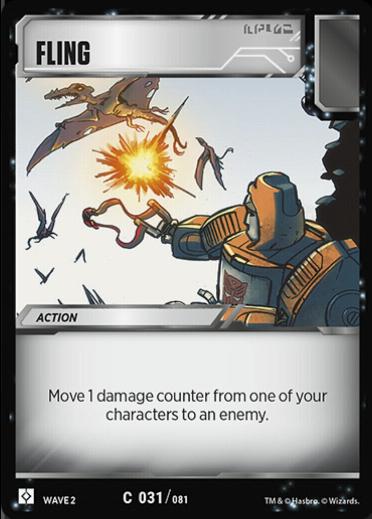 FLING
ACTION
Move 1 damage counter from one of your
characters to an enemy.
WAVE 2 C 031/081 TM & © Hasbro. © Wizards.